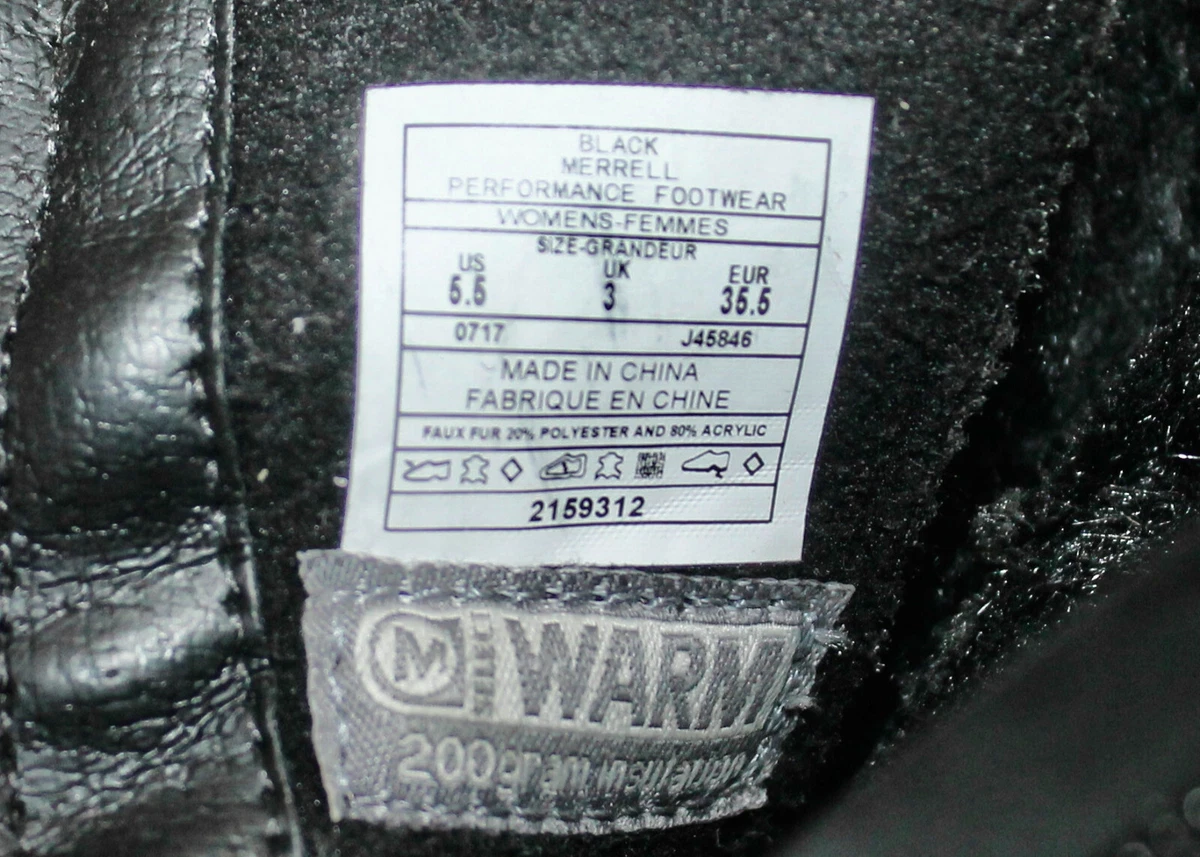 BLACK
MERRELL
PERFORMANCE FOOTWEAR
WOMENS-FEMMES
SIZE-GRANDEUR
US UK EUR
5.5 3 35.5
0717 J45846
MADE IN CHINA
FABRIQUE EN CHINE
FAUX FUR 20% POLYESTER AND 80% ACRYLIC
2159312
M SELECT WARM
200gram insulation